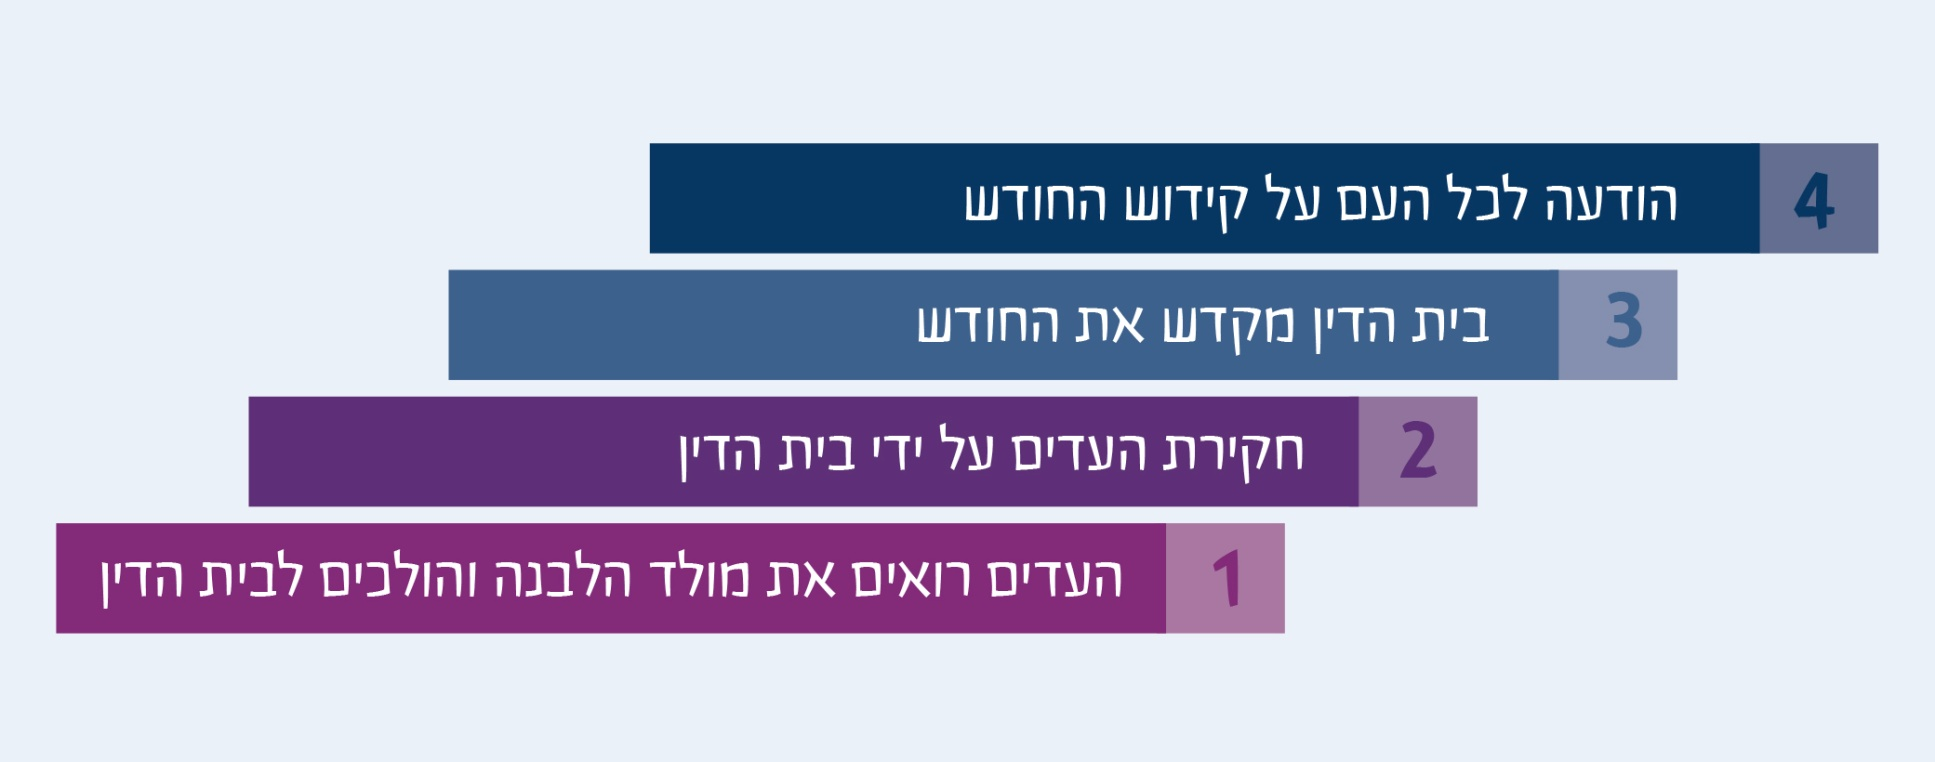 4 הודעה לכל העם על קידוש החודש
3 בית הדין מקדש את החודש
2 חקירת העדים על ידי בית הדין
1 העדים רואים את מולד הלבנה והולכים לבית הדין